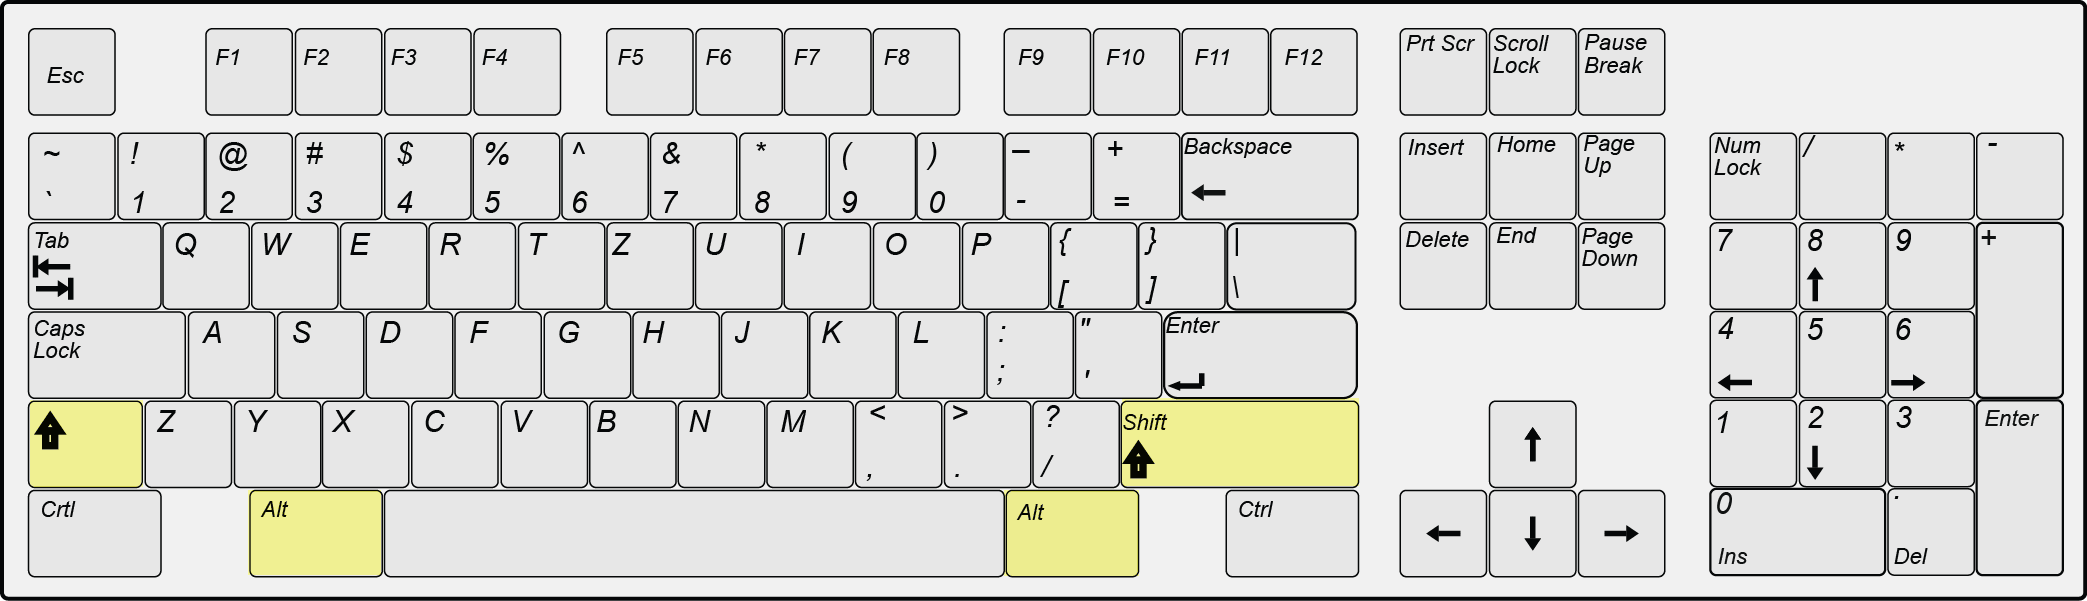 Esc F1 F2 F3 F4 F5 F6 F7 F8 F9 F10 F11 F12 Prt Scr Scroll Pause
Lock Break
~ ! @ # $ % ^ & * ( ) – + Backspace Insert Home Page Num / * -
Up Lock
` 1 2 3 4 5 6 7 8 9 0 - = ←
Tab Q W E R T Z U I O P { } | Delete End Page 7 8 9 +
Down
[ ] \ ↑
Caps A S D F G H J K L : " Enter 4 5 6
Lock
; ' ← →
Z Y X C V B N M < > ? Shift ↑ 1 2 3 Enter
, . / ↓
Crtl Alt Alt Ctrl ← ↓ → 0 .
Ins Del